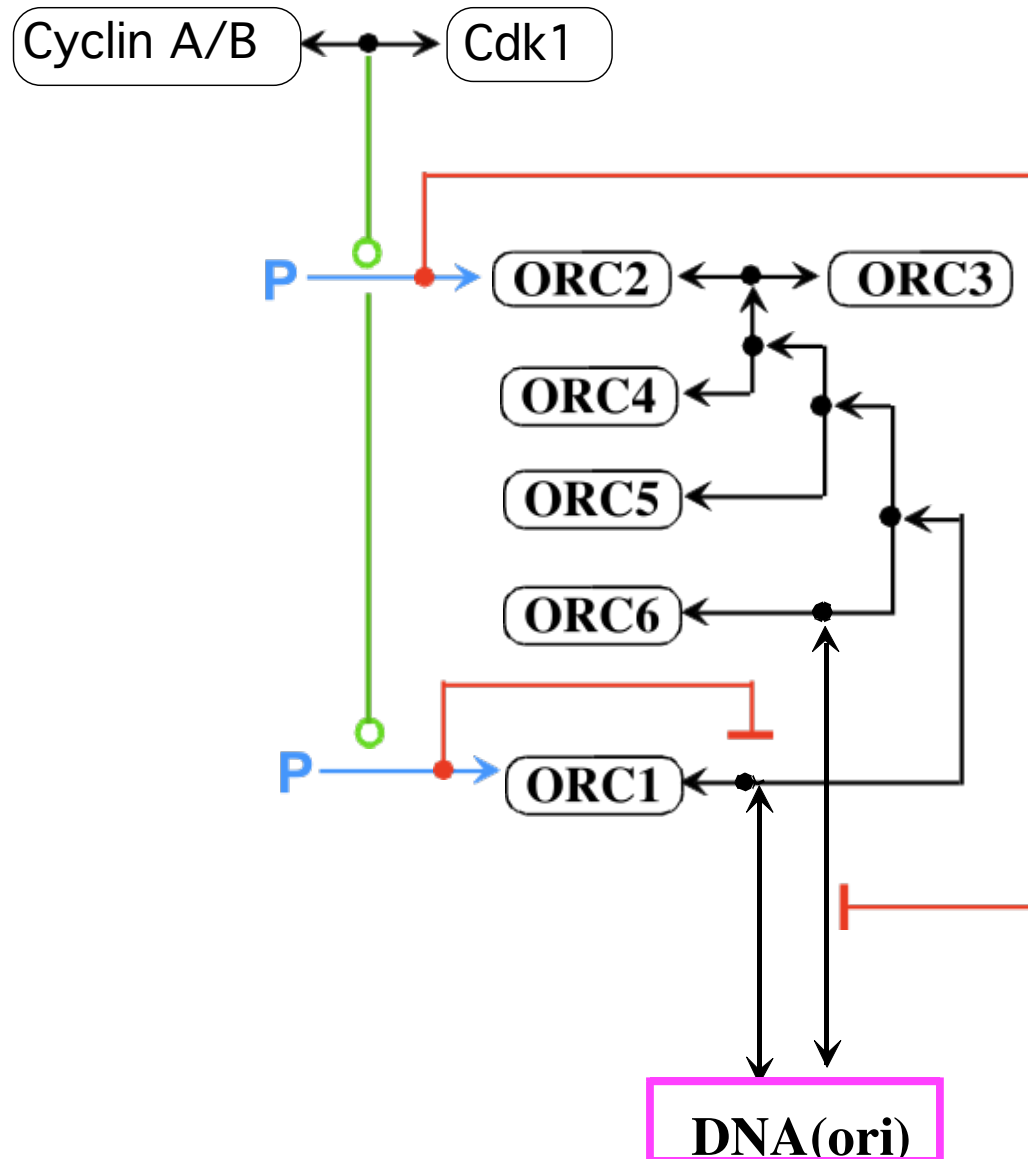 Cyclin A/B
Cdk1
P
ORC2
ORC3
ORC4
ORC5
ORC6
P
ORC1
DNA(ori)